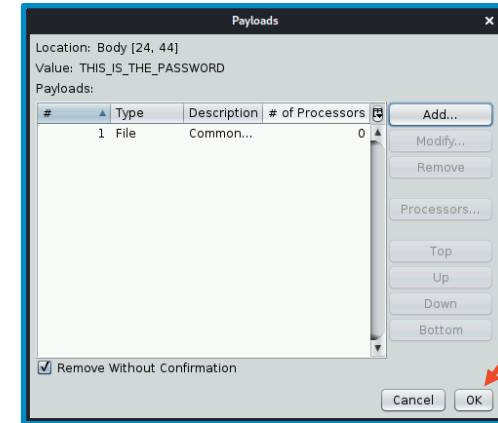 Payloads
Location: Body [24, 44]
Value: THIS_IS_THE_PASSWORD
Payloads:
# Type Description # of Processors
1 File Common... 0
Add...
Modify...
Remove
Processors...
Top
Up
Down
Bottom
Remove Without Confirmation
Cancel OK